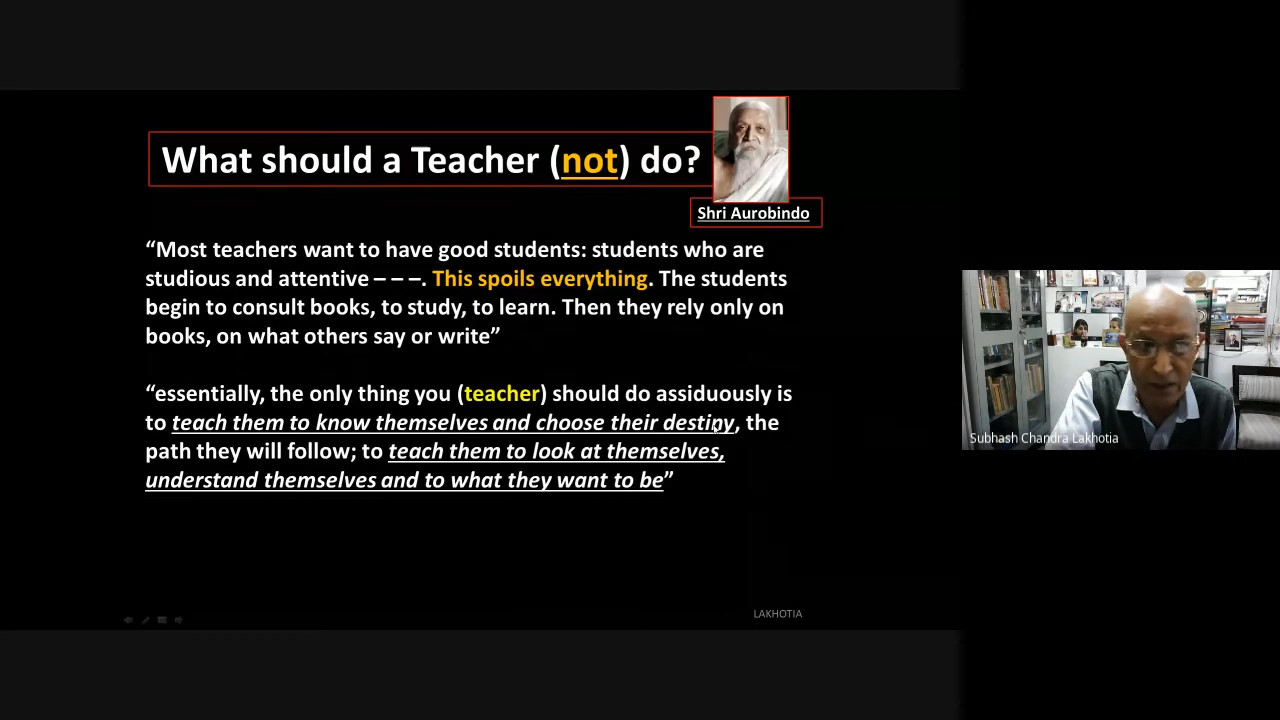 What should a Teacher (not) do?
Shri Aurobindo
“Most teachers want to have good students: students who are
studious and attentive – – –. This spoils everything. The students
begin to consult books, to study, to learn. Then they rely only on
books, on what others say or write”
“essentially, the only thing you (teacher) should do assiduously is
to teach them to know themselves and choose their destiny, the
path they will follow; to teach them to look at themselves,
understand themselves and to what they want to be”
LAKHOTIA
Subhash Chandra Lakhotia